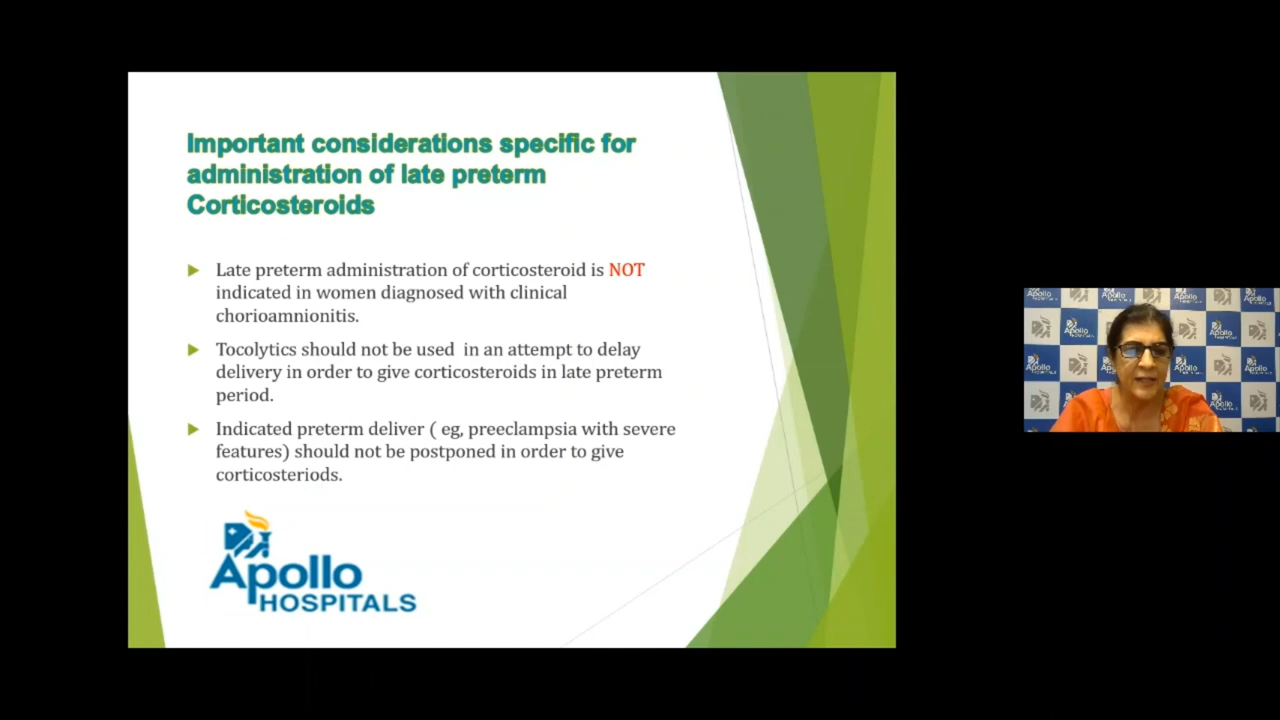 Important considerations specific for
administration of late preterm
Corticosteroids
Late preterm administration of corticosteroid is NOT
indicated in women diagnosed with clinical
chorioamnionitis.
Tocolytics should not be used in an attempt to delay
delivery in order to give corticosteroids in late preterm
period.
Indicated preterm deliver ( eg, preeclampsia with severe
features) should not be postponed in order to give
corticosteriods.
Apollo
HOSPITALS